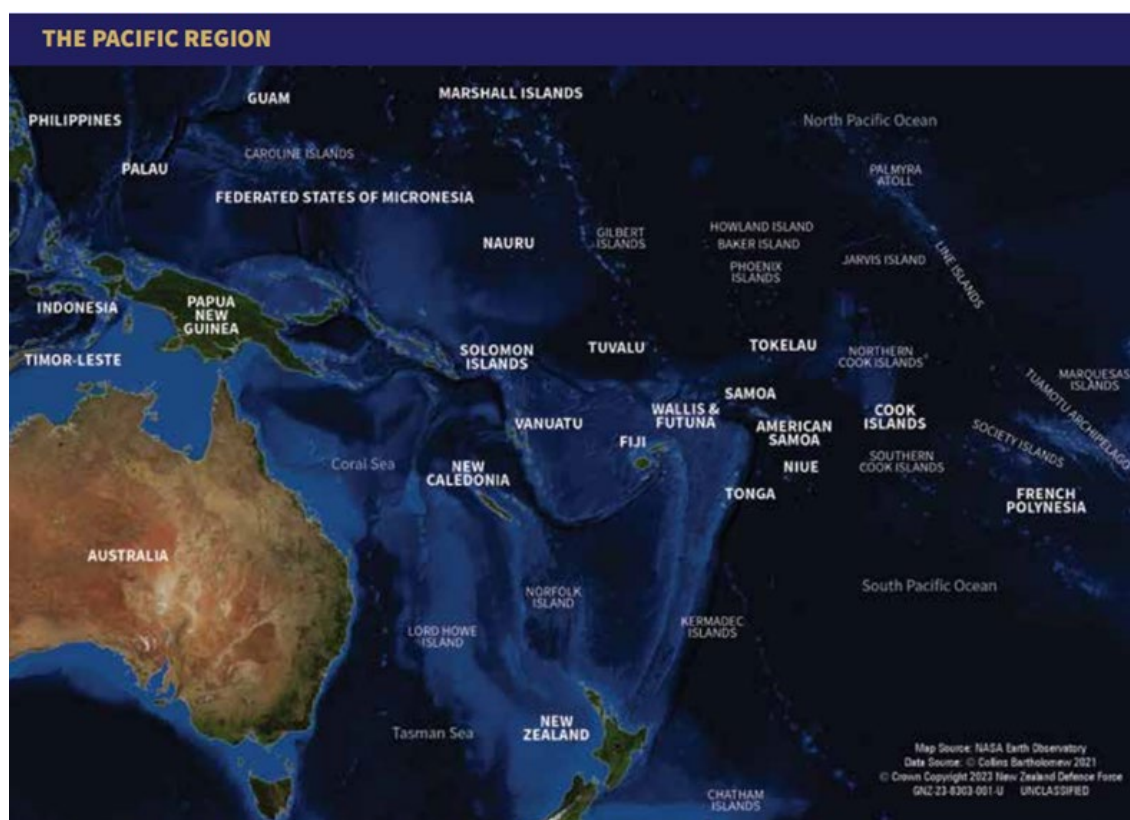 THE PACIFIC REGION
GUAM
MARSHALL ISLANDS
PHILIPPINES
North Pacific Ocean
CAROLINE ISLANDS
PALAU
PALMYRA
ATOLL
FEDERATED STATES OF MICRONESIA
NAURU
GILBERT
ISLANDS
HOWLAND ISLAND
BAKER ISLAND
PHOENIX
ISLANDS
JARVIS ISLAND
LINE ISLANDS
INDONESIA
PAPUA
NEW
GUINEA
TIMOR-LESTE
SOLOMON
ISLANDS
TUVALU
TOKELAU
NORTHERN
COOK ISLANDS
MARQUESAS
ISLANDS
TUAMOTU ARCHIPELAGO
SAMOA
WALLIS &
FUTUNA
VANUATU
FIJI
AMERICAN
SAMOA
COOK
ISLANDS
SOCIETY ISLANDS
Coral Sea
NEW
CALEDONIA
NIUE
SOUTHERN
COOK ISLANDS
TONGA
FRENCH
POLYNESIA
AUSTRALIA
South Pacific Ocean
NORFOLK
ISLAND
LORD HOWE
ISLAND
KERMADEC
ISLANDS
Tasman Sea
NEW
ZEALAND
CHATHAM
ISLANDS
Map Source: NASA Earth Observatory
Data Source: © Collins Bartholomew 2021
© Crown Copyright 2023 New Zealand Defence Force
GNZ-23-8303-001-U UNCLASSIFIED